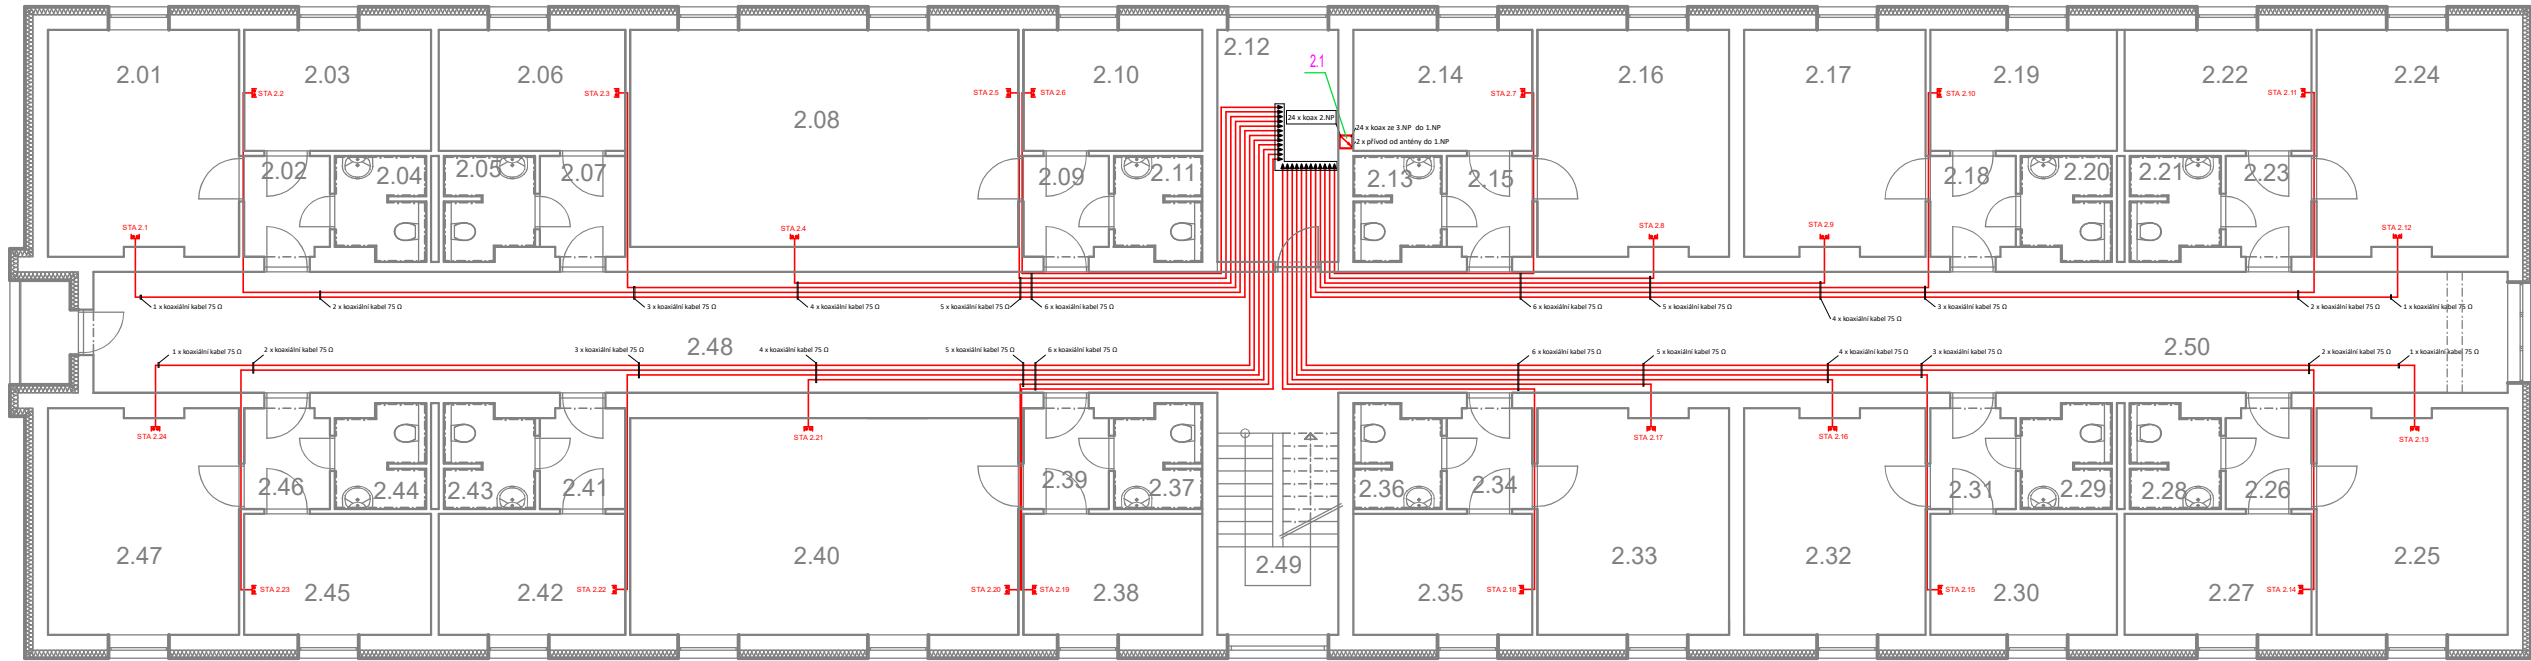 2.01
2.03
2.06
2.08
2.10
2.12
2.1
2.14
2.16
2.17
2.19
2.22
2.24
STA 2.2
STA 2.3
STA 2.5
STA 2.6
STA 2.7
STA 2.10
STA 2.11
24 x koax 2.NP
24 x koax ze 3.NP do 1.NP
2 x přívod od antény do 1.NP
2.02
2.04
2.05
2.07
2.09
2.11
2.13
2.15
2.18
2.20
2.21
2.23
STA 2.1
STA 2.4
STA 2.8
STA 2.9
STA 2.12
1 x koaxiální kabel 75 Ω
2 x koaxiální kabel 75 Ω
3 x koaxiální kabel 75 Ω
4 x koaxiální kabel 75 Ω
5 x koaxiální kabel 75 Ω
6 x koaxiální kabel 75 Ω
6 x koaxiální kabel 75 Ω
5 x koaxiální kabel 75 Ω
4 x koaxiální kabel 75 Ω
3 x koaxiální kabel 75 Ω
2 x koaxiální kabel 75 Ω
1 x koaxiální kabel 75 Ω
2.48
2.50
1 x koaxiální kabel 75 Ω
2 x koaxiální kabel 75 Ω
3 x koaxiální kabel 75 Ω
4 x koaxiální kabel 75 Ω
5 x koaxiální kabel 75 Ω
6 x koaxiální kabel 75 Ω
6 x koaxiální kabel 75 Ω
5 x koaxiální kabel 75 Ω
4 x koaxiální kabel 75 Ω
3 x koaxiální kabel 75 Ω
2 x koaxiální kabel 75 Ω
1 x koaxiální kabel 75 Ω
STA 2.24
STA 2.21
STA 2.17
STA 2.16
STA 2.13
2.46
2.44
2.43
2.41
2.39
2.37
2.36
2.34
2.31
2.29
2.28
2.26
2.47
2.40
2.49
2.33
2.32
2.25
STA 2.23
2.45
2.42
STA 2.22
STA 2.20
STA 2.19
2.38
2.35
STA 2.18
STA 2.15
2.30
2.27
STA 2.14